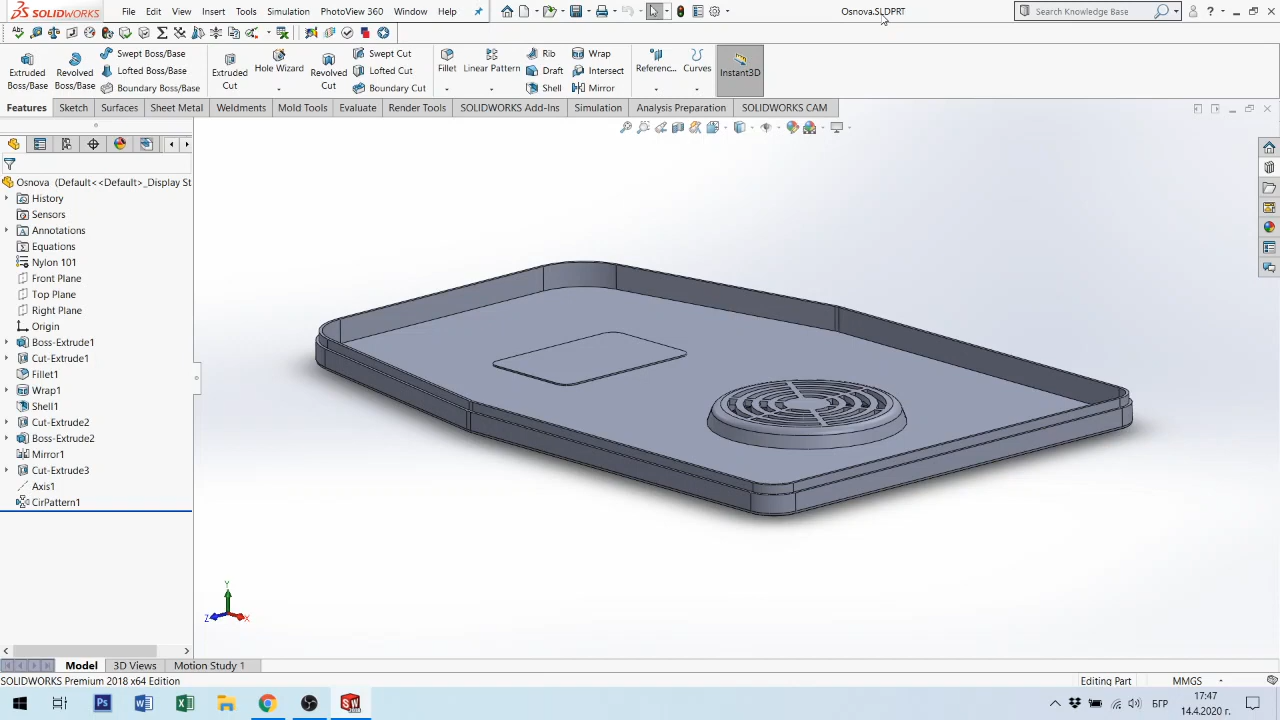 SOLIDWORKS File Edit View Insert Tools Simulation PhotoView 360 Window Help Osnova.SLDPRT Search Knowledge Base ?
Extruded Boss/Base
Revolved Boss/Base
Swept Boss/Base
Lofted Boss/Base
Boundary Boss/Base
Extruded Cut
Hole Wizard
Revolved Cut
Swept Cut
Lofted Cut
Boundary Cut
Fillet
Linear Pattern
Rib
Draft
Shell
Wrap
Intersect
Mirror
Referenc...
Curves
Instant3D
Features Sketch Surfaces Sheet Metal Weldments Mold Tools Evaluate Render Tools SOLIDWORKS Add-Ins Simulation Analysis Preparation SOLIDWORKS CAM
Osnova (Default<<Default>_Display St
History
Sensors
Annotations
Equations
Nylon 101
Front Plane
Top Plane
Right Plane
Origin
Boss-Extrude1
Cut-Extrude1
Fillet1
Wrap1
Shell1
Cut-Extrude2
Boss-Extrude2
Mirror1
Cut-Extrude3
Axis1
CirPattern1
Y
Z X
Model 3D Views Motion Study 1
SOLIDWORKS Premium 2018 x64 Edition Editing Part MMGS
БГР
17:47
14.4.2020 г.